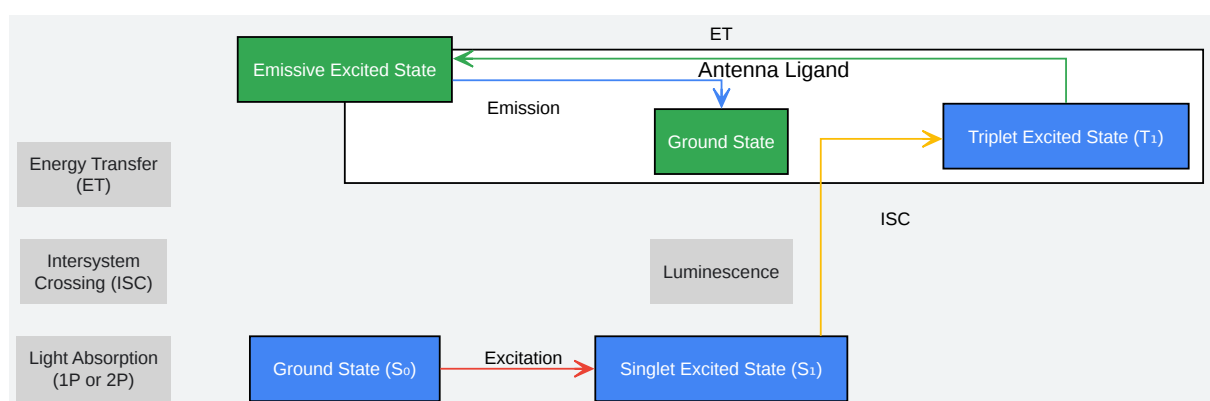 ET
Emissive Excited State
Antenna Ligand
Emission
Ground State
Triplet Excited State (T₁)
Energy Transfer
(ET)
ISC
Intersystem
Crossing (ISC)
Luminescence
Light Absorption
(1P or 2P)
Ground State (S₀)
Excitation
Singlet Excited State (S₁)